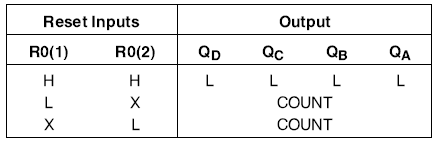 Reset Inputs Output
R0(1) R0(2) QD QC QB QA
H H L L L L
L X COUNT
X L COUNT